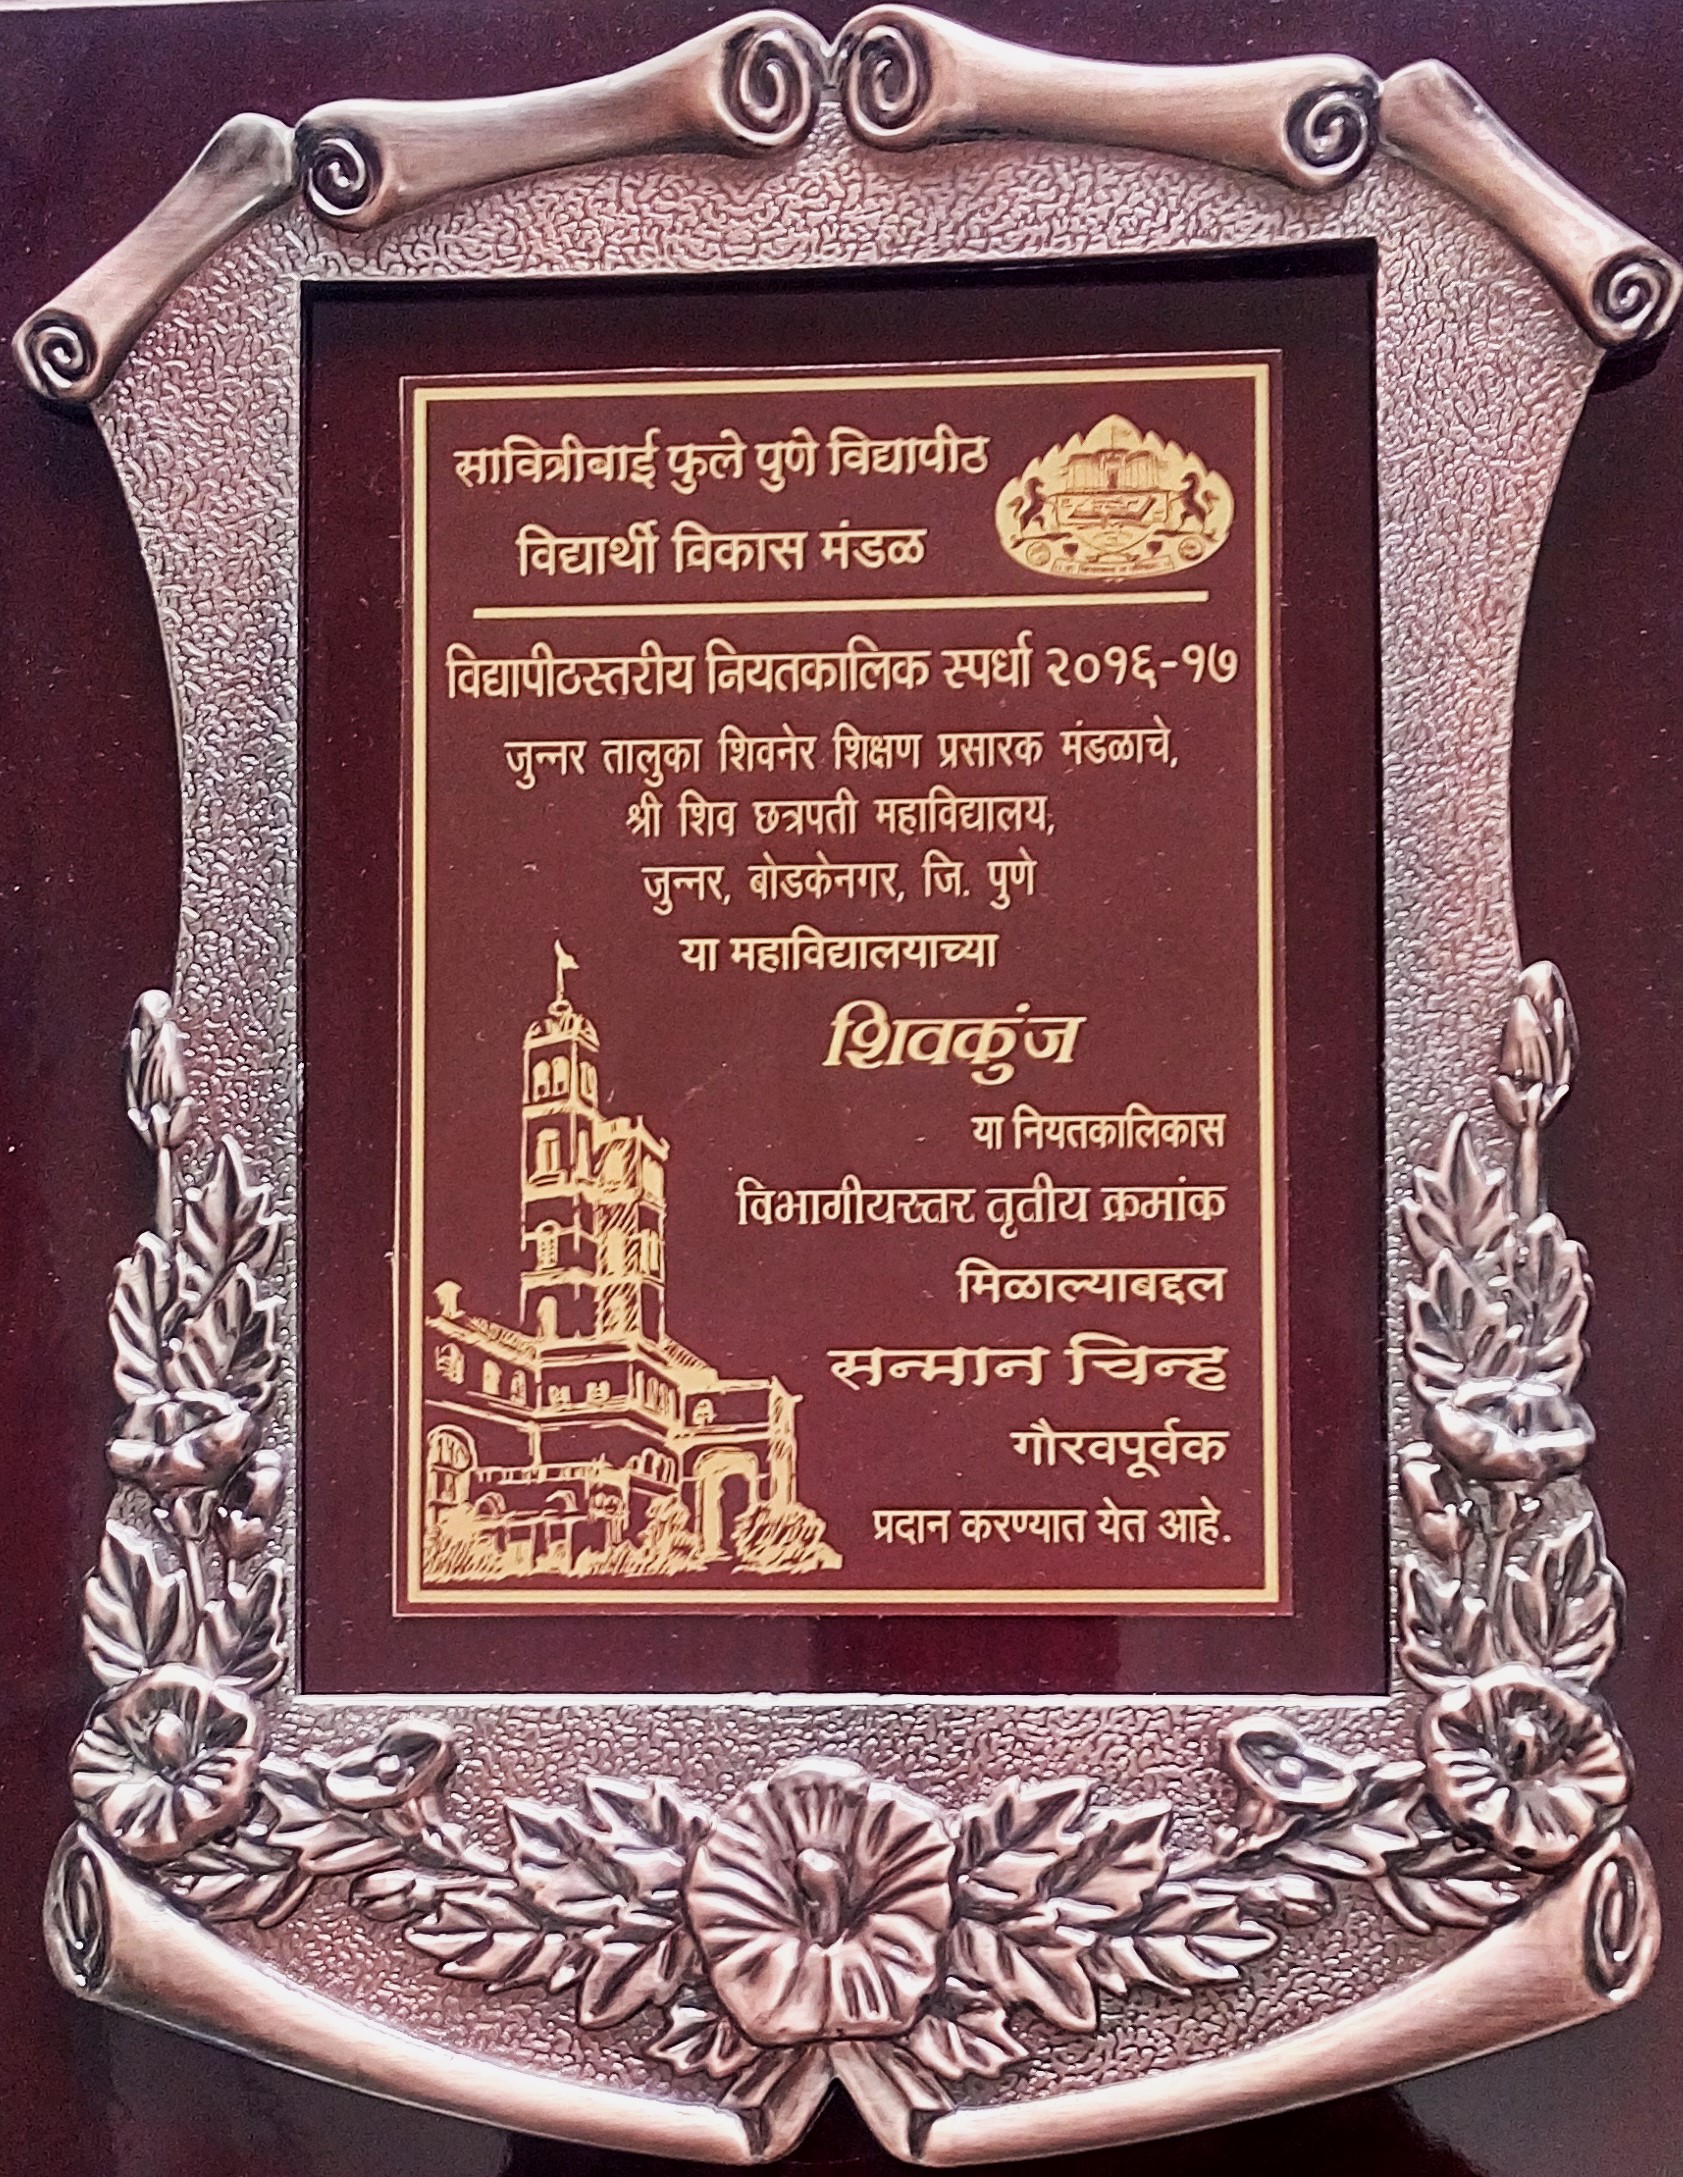 सावित्रीबाई फुले पुणे विद्यापीठ
विद्यार्थी विकास मंडळ
विद्यापीठस्तरीय नियतकालिक स्पर्धा २०१६-१७
जुन्नर तालुका शिवनेर शिक्षण प्रसारक मंडळाचे,
श्री शिव छत्रपती महाविद्यालय,
जुन्नर, बोडकेनगर, जि. पुणे
या महाविद्यालयाच्या
शिवकुंज
या नियतकालिकास
विभागीयस्तर तृतीय क्रमांक
मिळाल्याबद्दल
सन्मान चिन्ह
गौरवपूर्वक
प्रदान करण्यात येत आहे.